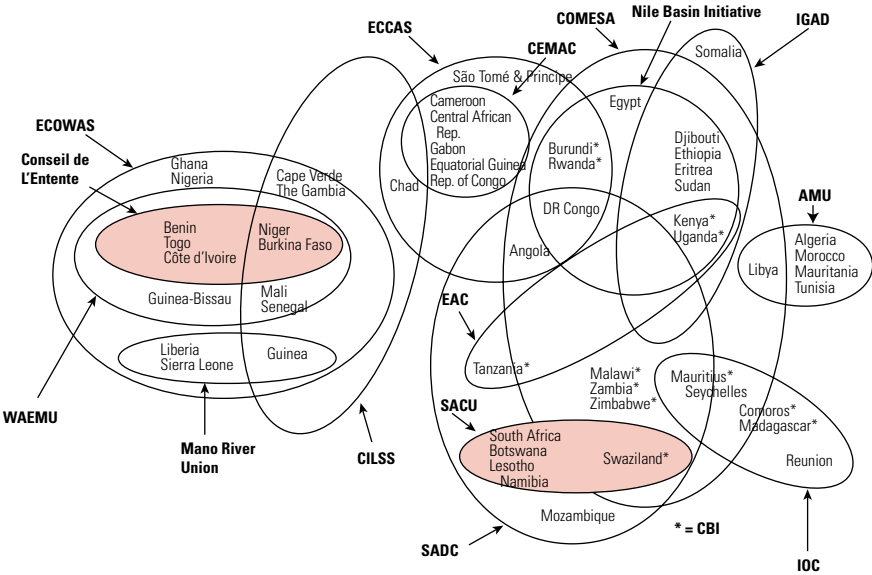 ECCAS
COMESA
Nile Basin Initiative
IGAD
CEMAC
Somalia
São Tomé & Principe
Cameroon
Central African
Rep.
Gabon
Equatorial Guinea
Rep. of Congo
Egypt
ECOWAS
Conseil de
L'Entente
Ghana
Nigeria
Cape Verde
The Gambia
Chad
Burundi*
Rwanda*
Djibouti
Ethiopia
Eritrea
Sudan
DR Congo
AMU
Benin
Togo
Côte d'Ivoire
Niger
Burkina Faso
Kenya*
Uganda*
Angola
Libya
Algeria
Morocco
Mauritania
Tunisia
Guinea-Bissau
Mali
Senegal
EAC
Liberia
Sierra Leone
Guinea
Tanzania*
Malawi*
Zambia*
Zimbabwe*
Mauritius*
Seychelles
Comoros*
Madagascar*
Reunion
WAEMU
Mano River
Union
CILSS
SACU
South Africa
Botswana
Lesotho
Namibia
Swaziland*
Mozambique
* = CBI
SADC
IOC